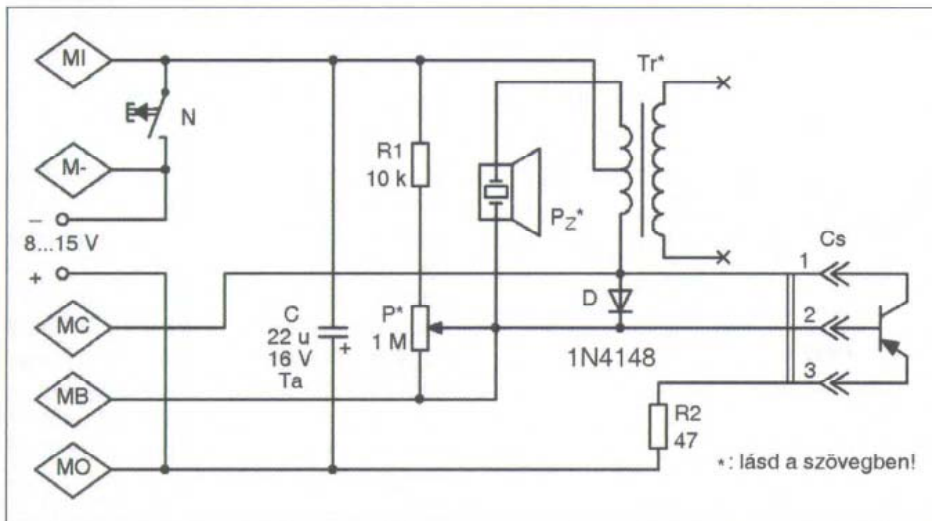 MI
N
M-
–
8...15 V
+
MC
MB
MO
C
22 u
16 V
Ta
+
R1
10 k
P*
1 M
Pz*
Tr*
D
1N4148
Cs
1
2
3
R2
47
*: lásd a szövegben!